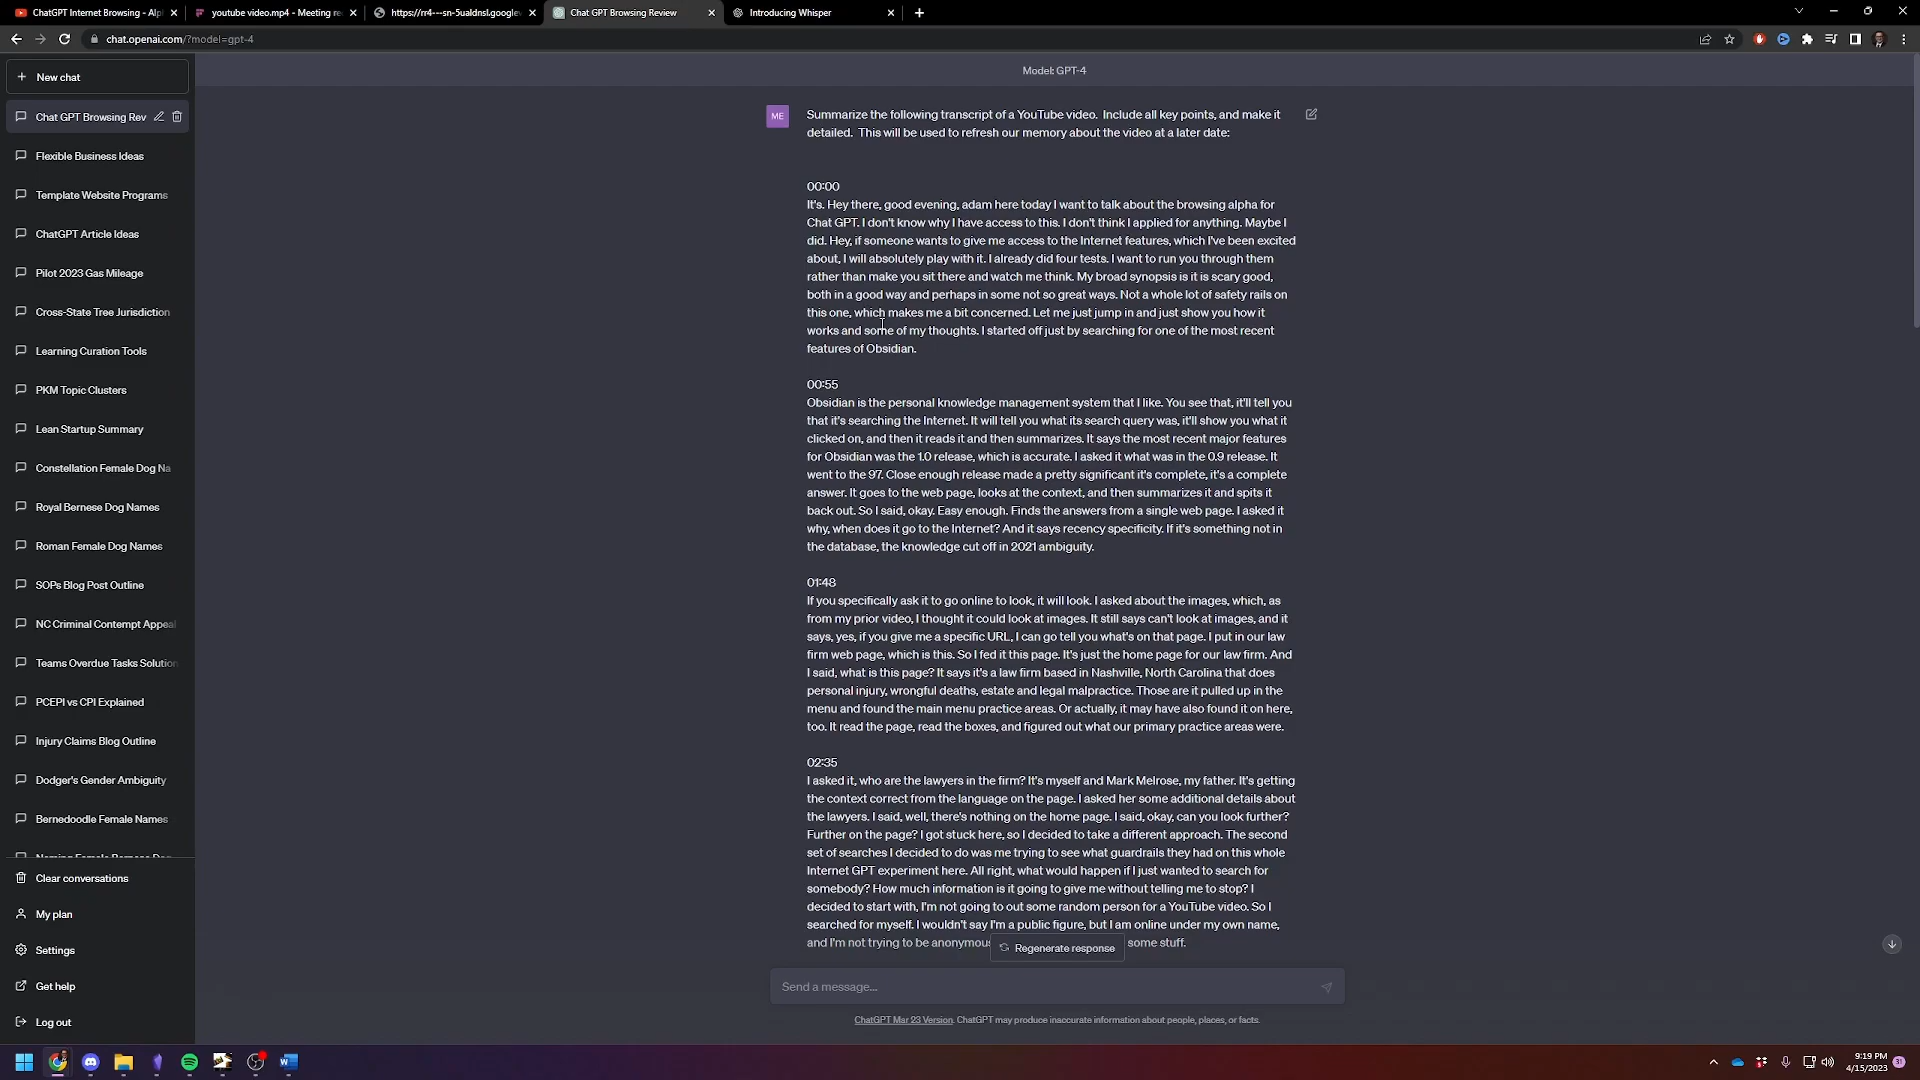 ChatGPT Internet Browsing - Alp
youtube video.mp4 - Meeting re
https://rr4---sn-5ualdnsl.googlev
Chat GPT Browsing Review
Introducing Whisper
chat.openai.com/?model=gpt-4
New chat
Chat GPT Browsing Rev
Flexible Business Ideas
Template Website Programs
ChatGPT Article Ideas
Pilot 2023 Gas Mileage
Cross-State Tree Jurisdiction
Learning Curation Tools
PKM Topic Clusters
Lean Startup Summary
Constellation Female Dog Na
Royal Bernese Dog Names
Roman Female Dog Names
SOPs Blog Post Outline
NC Criminal Contempt Appeal
Teams Overdue Tasks Solution
PCEPI vs CPI Explained
Injury Claims Blog Outline
Dodger's Gender Ambiguity
Bernedoodle Female Names
Clear conversations
My plan
Settings
Get help
Log out
Model: GPT-4
ME
Summarize the following transcript of a YouTube video. Include all key points, and make it
detailed. This will be used to refresh our memory about the video at a later date:
00:00
It's. Hey there, good evening, adam here today I want to talk about the browsing alpha for
Chat GPT. I don't know why I have access to this. I don't think I applied for anything. Maybe I
did. Hey, if someone wants to give me access to the Internet features, which I've been excited
about, I will absolutely play with it. I already did four tests. I want to run you through them
rather than make you sit there and watch me think. My broad synopsis is it is scary good,
both in a good way and perhaps in some not so great ways. Not a whole lot of safety rails on
this one, which makes me a bit concerned. Let me just jump in and just show you how it
works and some of my thoughts. I started off just by searching for one of the most recent
features of Obsidian.
00:55
Obsidian is the personal knowledge management system that I like. You see that, it'll tell you
that it's searching the Internet. It will tell you what its search query was, it'll show you what it
clicked on, and then it reads it and then summarizes. It says the most recent major features
for Obsidian was the 1.0 release, which is accurate. I asked it what was in the 0.9 release. It
went to the 97. Close enough release made a pretty significant it's complete, it's a complete
answer. It goes to the web page, looks at the context, and then summarizes it and spits it
back out. So I said, okay. Easy enough. Finds the answers from a single web page. I asked it
why, when does it go to the Internet? And it says recency specificity. If it's something not in
the database, the knowledge cut off in 2021 ambiguity.
01:48
If you specifically ask it to go online to look, it will look. I asked about the images, which, as
from my prior video, I thought it could look at images. It still says can't look at images, and it
says, yes, if you give me a specific URL, I can go tell you what's on that page. I put in our law
firm web page, which is this. So I fed it this page. It's just the home page for our law firm. And
I said, what is this page? It says it's a law firm based in Nashville, North Carolina that does
personal injury, wrongful deaths, estate and legal malpractice. Those are it pulled up in the
menu and found the main menu practice areas. Or actually, it may have also found it on here,
too. It read the page, read the boxes, and figured out what our primary practice areas were.
02:35
I asked it, who are the lawyers in the firm? It's myself and Mark Melrose, my father. It's getting
the context correct from the language on the page. I asked her some additional details about
the lawyers. I said, well, there's nothing on the home page. I said, okay, can you look further?
Further on the page? I got stuck here, so I decided to take a different approach. The second
set of searches I decided to do was me trying to see what guardrails they had on this whole
Internet GPT experiment here. All right, what would happen if I just wanted to search for
somebody? How much information is it going to give me without telling me to stop? I
decided to start with, I'm not going to out some random person for a YouTube video. So I
searched for myself. I wouldn't say I'm a public figure, but I am online under my own name,
and I'm not trying to be anonymous some stuff.
Regenerate response
Send a message...
ChatGPT Mar 23 Version. ChatGPT may produce inaccurate information about people, places, or facts.
9:19 PM
4/15/2023
31